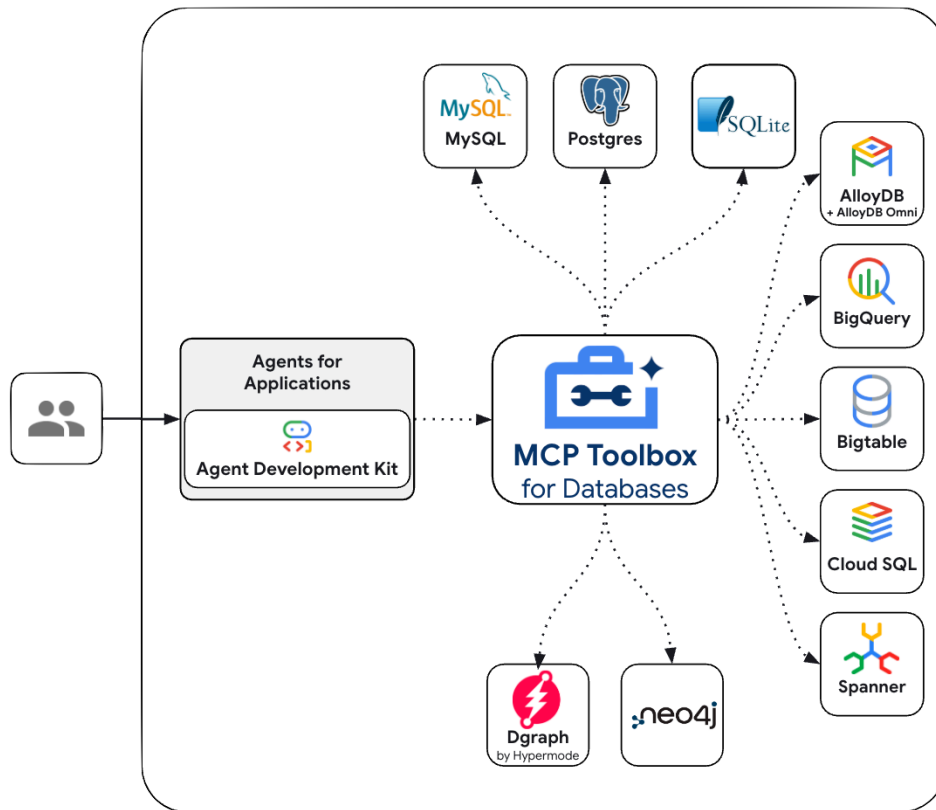 MySQL™
MySQL
Postgres
SQLite
AlloyDB
+ AlloyDB Omni
BigQuery
Agents for
Applications
Agent Development Kit
MCP Toolbox
for Databases
Bigtable
Cloud SQL
Spanner
Dgraph
by Hypermode
neo4j